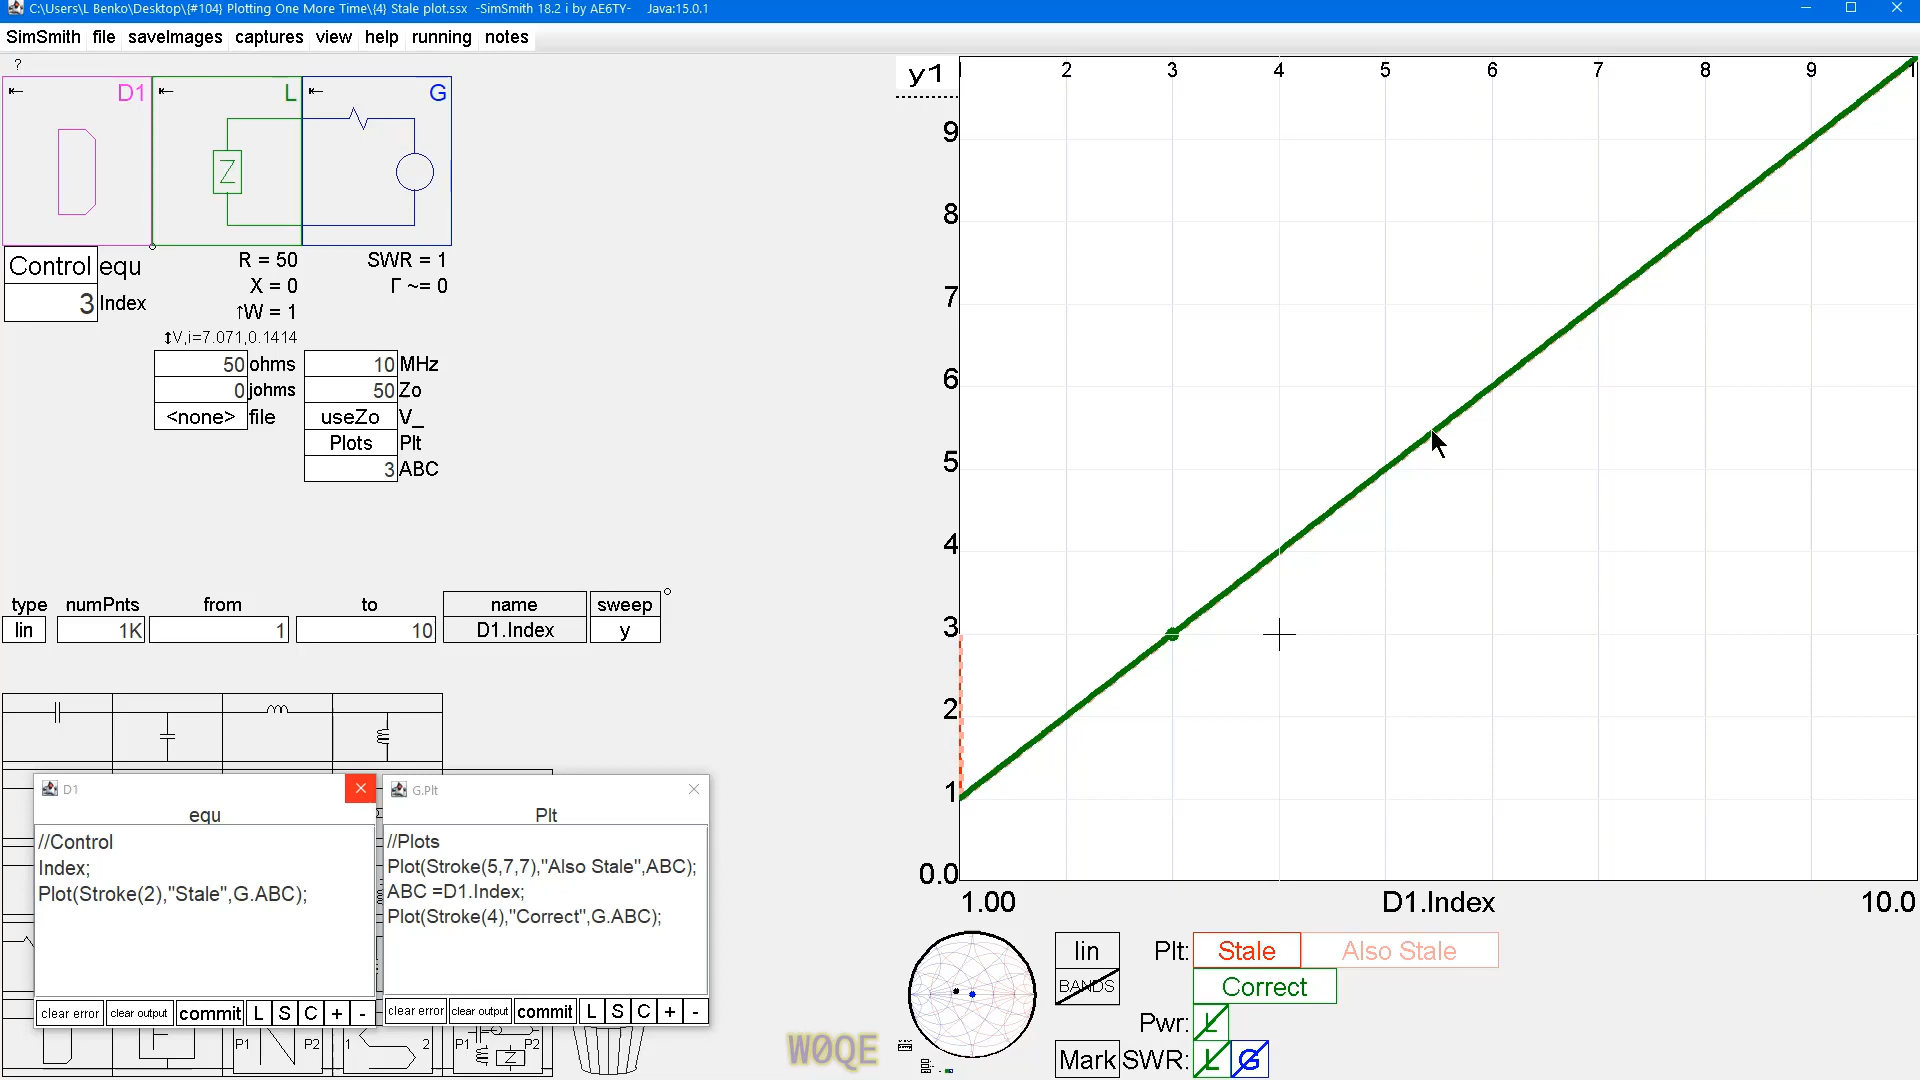 C:\Users\L Benko\Desktop\{#104} Plotting One More Time\{4} Stale plot.ssx -SimSmith 18.2 i by AE6TY- Java:15.0.1
SimSmith file saveImages captures view help running notes
?
D1 L G
Z
Control equ
3 Index
R = 50
X = 0
↑W = 1
↕V,i=7.071,0.1414
50 ohms
0 johms
<none> file
SWR = 1
Γ ~= 0
10 MHz
50 Zo
useZo V_
Plots Plt
3 ABC
type numPnts from to name sweep
lin 1K 1 10 D1.Index y
D1
equ
//Control
Index;
Plot(Stroke(2),"Stale",G.ABC);
clear error clear output commit L S C + -
G.Plt
Plt
//Plots
Plot(Stroke(5,7,7),"Also Stale",ABC);
ABC =D1.Index;
Plot(Stroke(4),"Correct",G.ABC);
clear error clear output commit L S C + -
P1 P2 1 2 P1 Z P2
W0QE
y1
2 3 4 5 6 7 8 9 1
9
8
7
6
5
4
3
2
1
0.0
1.00 D1.Index 10.0
lin
BANDS
Plt: Stale Also Stale
Correct
Pwr: L
Mark SWR: L G